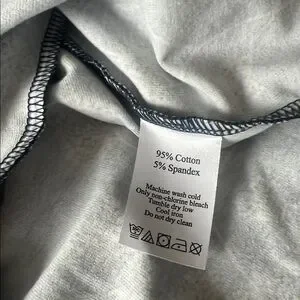 95% Cotton
5% Spandex
Machine wash cold
Only non-chlorine bleach
Tumble dry low
Cool iron
Do not dry clean